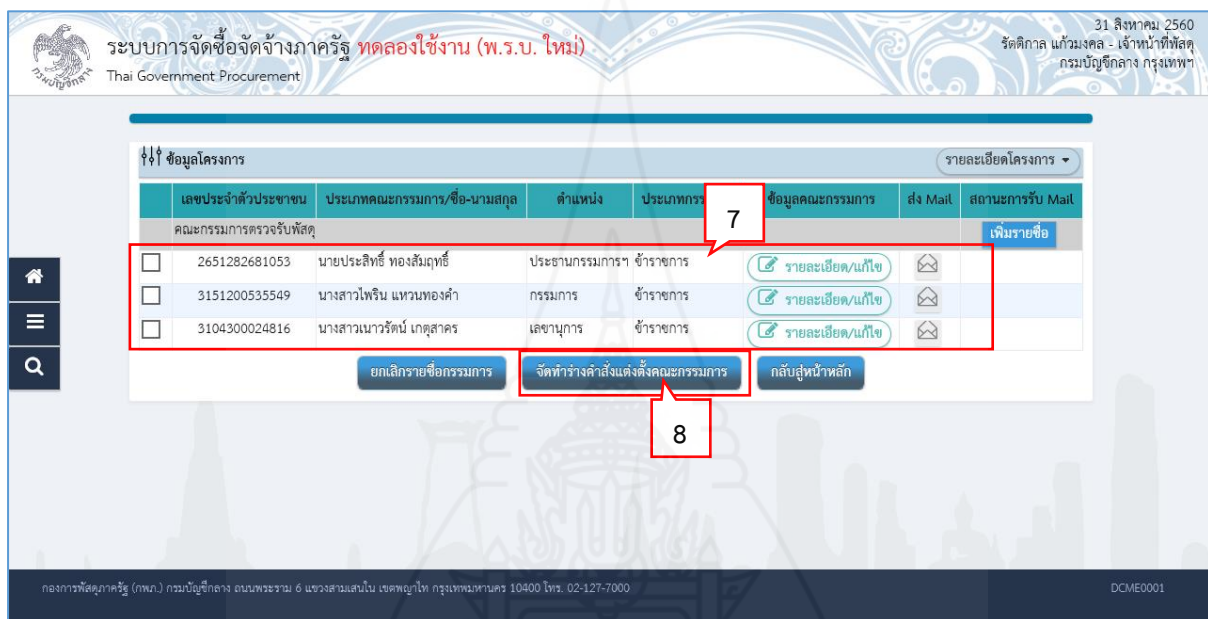 31 สิงหาคม 2560
ระบบการจัดซื้อจัดจ้างภาครัฐ ทดลองใช้งาน (พ.ร.บ. ใหม่)
รัตติกาล แก้วมงคล - เจ้าหน้าที่พัสดุ
Thai Government Procurement
กรมบัญชีกลาง กรุงเทพฯ
ข้อมูลโครงการ
รายละเอียดโครงการ
เลขประจำตัวประชาชน ประเภทคณะกรรมการ/ชื่อ-นามสกุล ตำแหน่ง ประเภทกรร ข้อมูลคณะกรรมการ ส่ง Mail สถานะการรับ Mail
7
คณะกรรมการตรวจรับพัสดุ เพิ่มรายชื่อ
2651282681053 นายประสิทธิ์ ทองสัมฤทธิ์ ประธานกรรมการฯ ข้าราชการ รายละเอียด/แก้ไข
3151200535549 นางสาวไพริน แหวนทองคำ กรรมการ ข้าราชการ รายละเอียด/แก้ไข
3104300024816 นางสาวเนาวรัตน์ เกตุสาคร เลขานุการ ข้าราชการ รายละเอียด/แก้ไข
ยกเลิกรายชื่อกรรมการ จัดทำร่างคำสั่งแต่งตั้งคณะกรรมการ กลับสู่หน้าหลัก
8
กองการพัสดุภาครัฐ (กพภ.) กรมบัญชีกลาง ถนนพระราม 6 แขวงสามเสนใน เขตพญาไท กรุงเทพมหานคร 10400 โทร. 02-127-7000 DCME0001